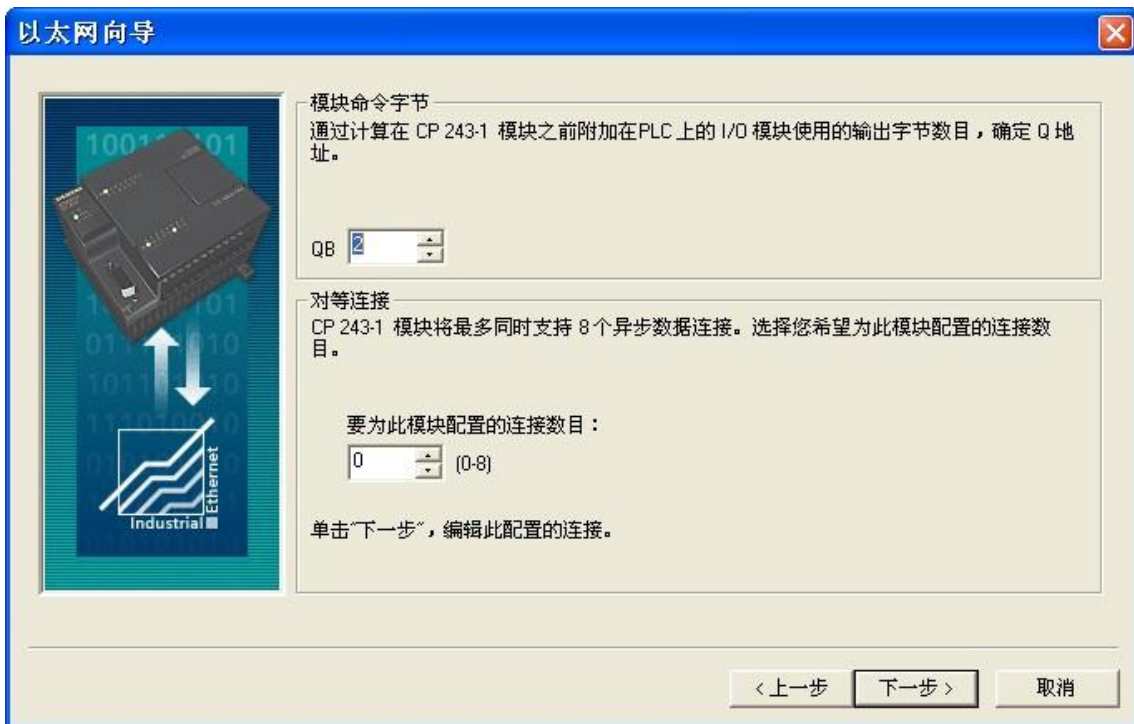 以太网向导
模块命令字节
通过计算在 CP 243-1 模块之前附加在PLC 上的 I/O 模块使用的输出字节数目，确定 Q 地
址。
QB 2
对等连接
CP 243-1 模块将最多同时支持 8 个异步数据连接。选择您希望为此模块配置的连接数
目。
要为此模块配置的连接数目：
0 (0-8)
单击"下一步"，编辑此配置的连接。
Industrial
Ethernet
<上一步
下一步>
取消